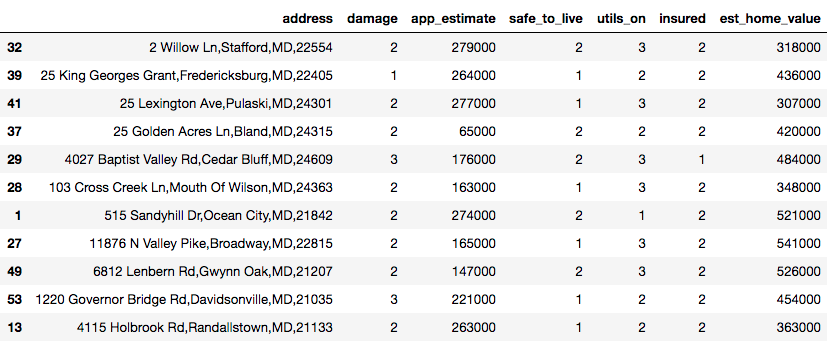 address damage app_estimate safe_to_live utils_on insured est_home_value
32 2 Willow Ln,Stafford,MD,22554 2 279000 2 3 2 318000
39 25 King Georges Grant,Fredericksburg,MD,22405 1 264000 1 2 2 436000
41 25 Lexington Ave,Pulaski,MD,24301 2 277000 1 3 2 307000
37 25 Golden Acres Ln,Bland,MD,24315 2 65000 2 2 2 420000
29 4027 Baptist Valley Rd,Cedar Bluff,MD,24609 3 176000 2 3 1 484000
28 103 Cross Creek Ln,Mouth Of Wilson,MD,24363 2 163000 1 3 2 348000
1 515 Sandyhill Dr,Ocean City,MD,21842 2 274000 2 1 2 521000
27 11876 N Valley Pike,Broadway,MD,22815 2 165000 1 3 2 541000
49 6812 Lenbern Rd,Gwynn Oak,MD,21207 2 147000 2 3 2 526000
53 1220 Governor Bridge Rd,Davidsonville,MD,21035 3 221000 1 2 2 454000
13 4115 Holbrook Rd,Randallstown,MD,21133 2 263000 1 2 2 363000